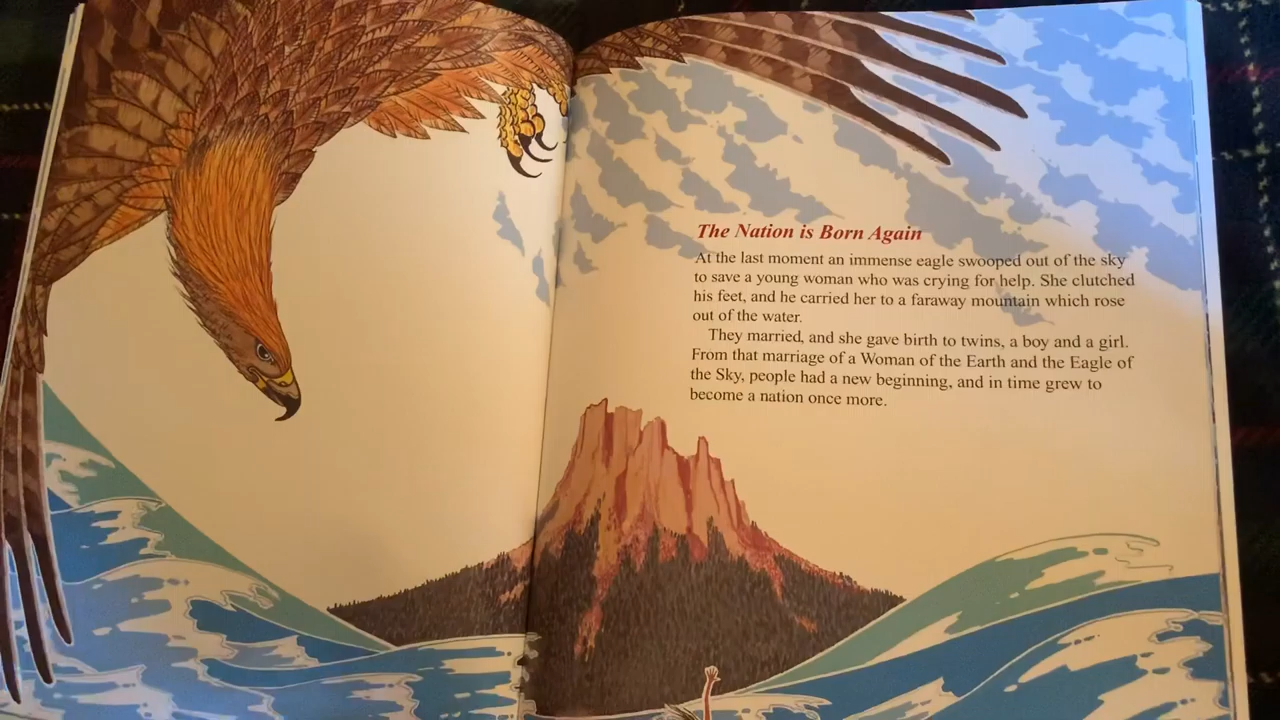 The Nation is Born Again
At the last moment an immense eagle swooped out of the sky
to save a young woman who was crying for help. She clutched
his feet, and he carried her to a faraway mountain which rose
out of the water.
They married, and she gave birth to twins, a boy and a girl.
From that marriage of a Woman of the Earth and the Eagle of
the Sky, people had a new beginning, and in time grew to
become a nation once more.